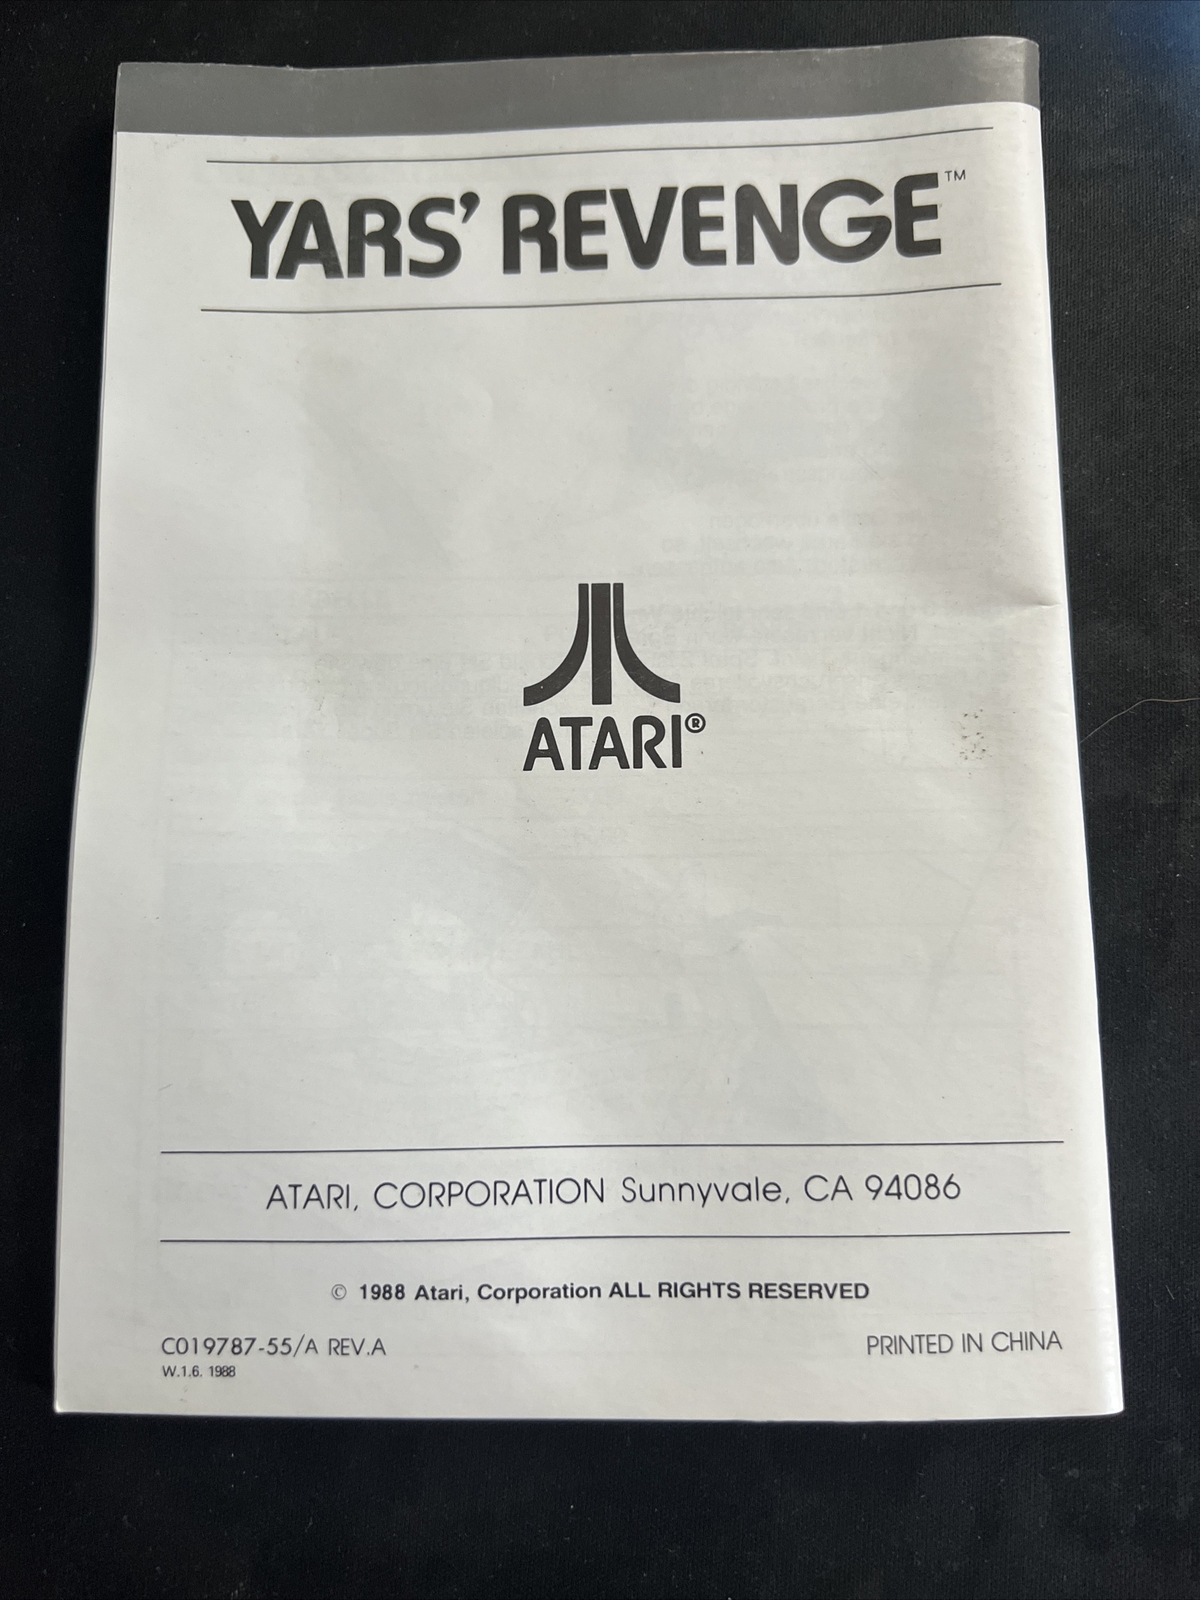 YARS' REVENGE™
ATARI®
ATARI, CORPORATION Sunnyvale, CA 94086
© 1988 Atari, Corporation ALL RIGHTS RESERVED
C019787-55/A REV.A
PRINTED IN CHINA
W.1.6. 1988